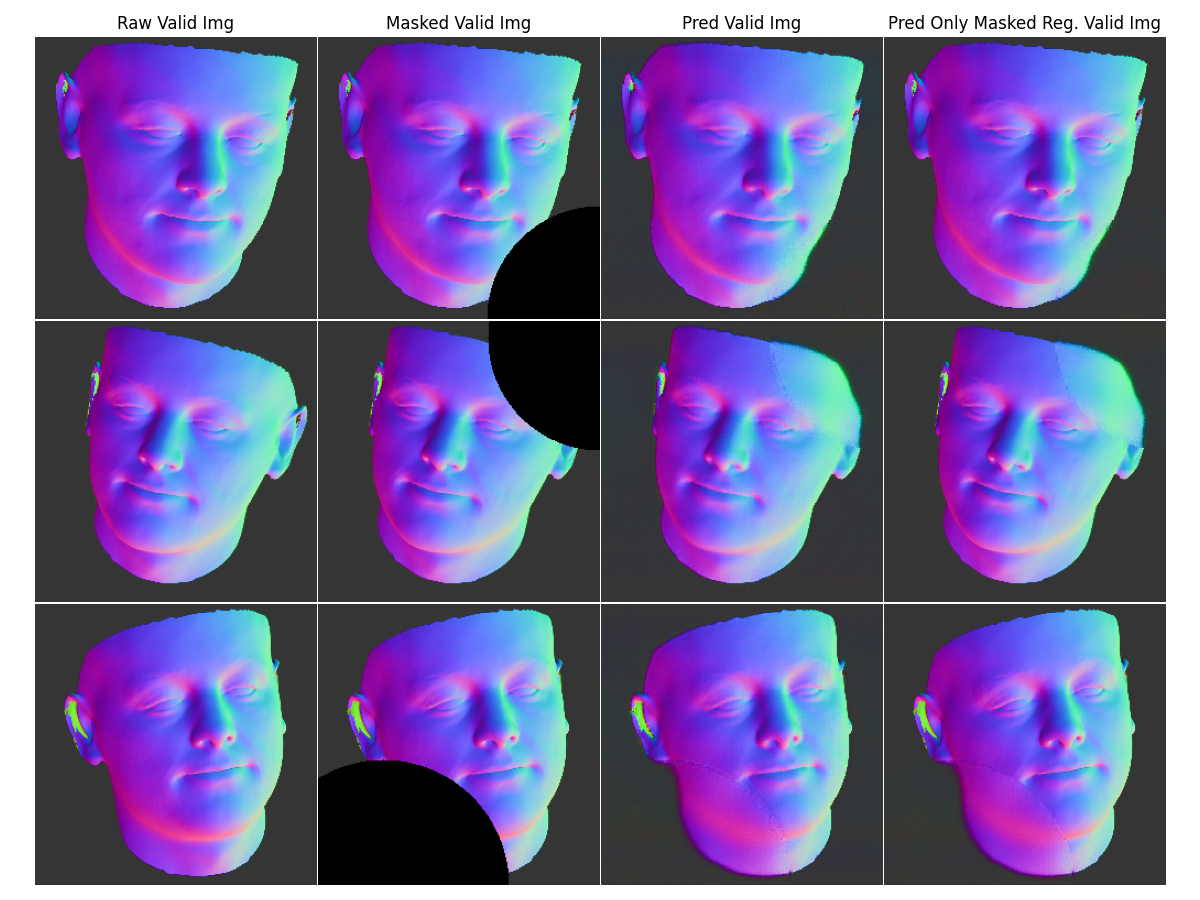 Raw Valid Img
Masked Valid Img
Pred Valid Img
Pred Only Masked Reg. Valid Img